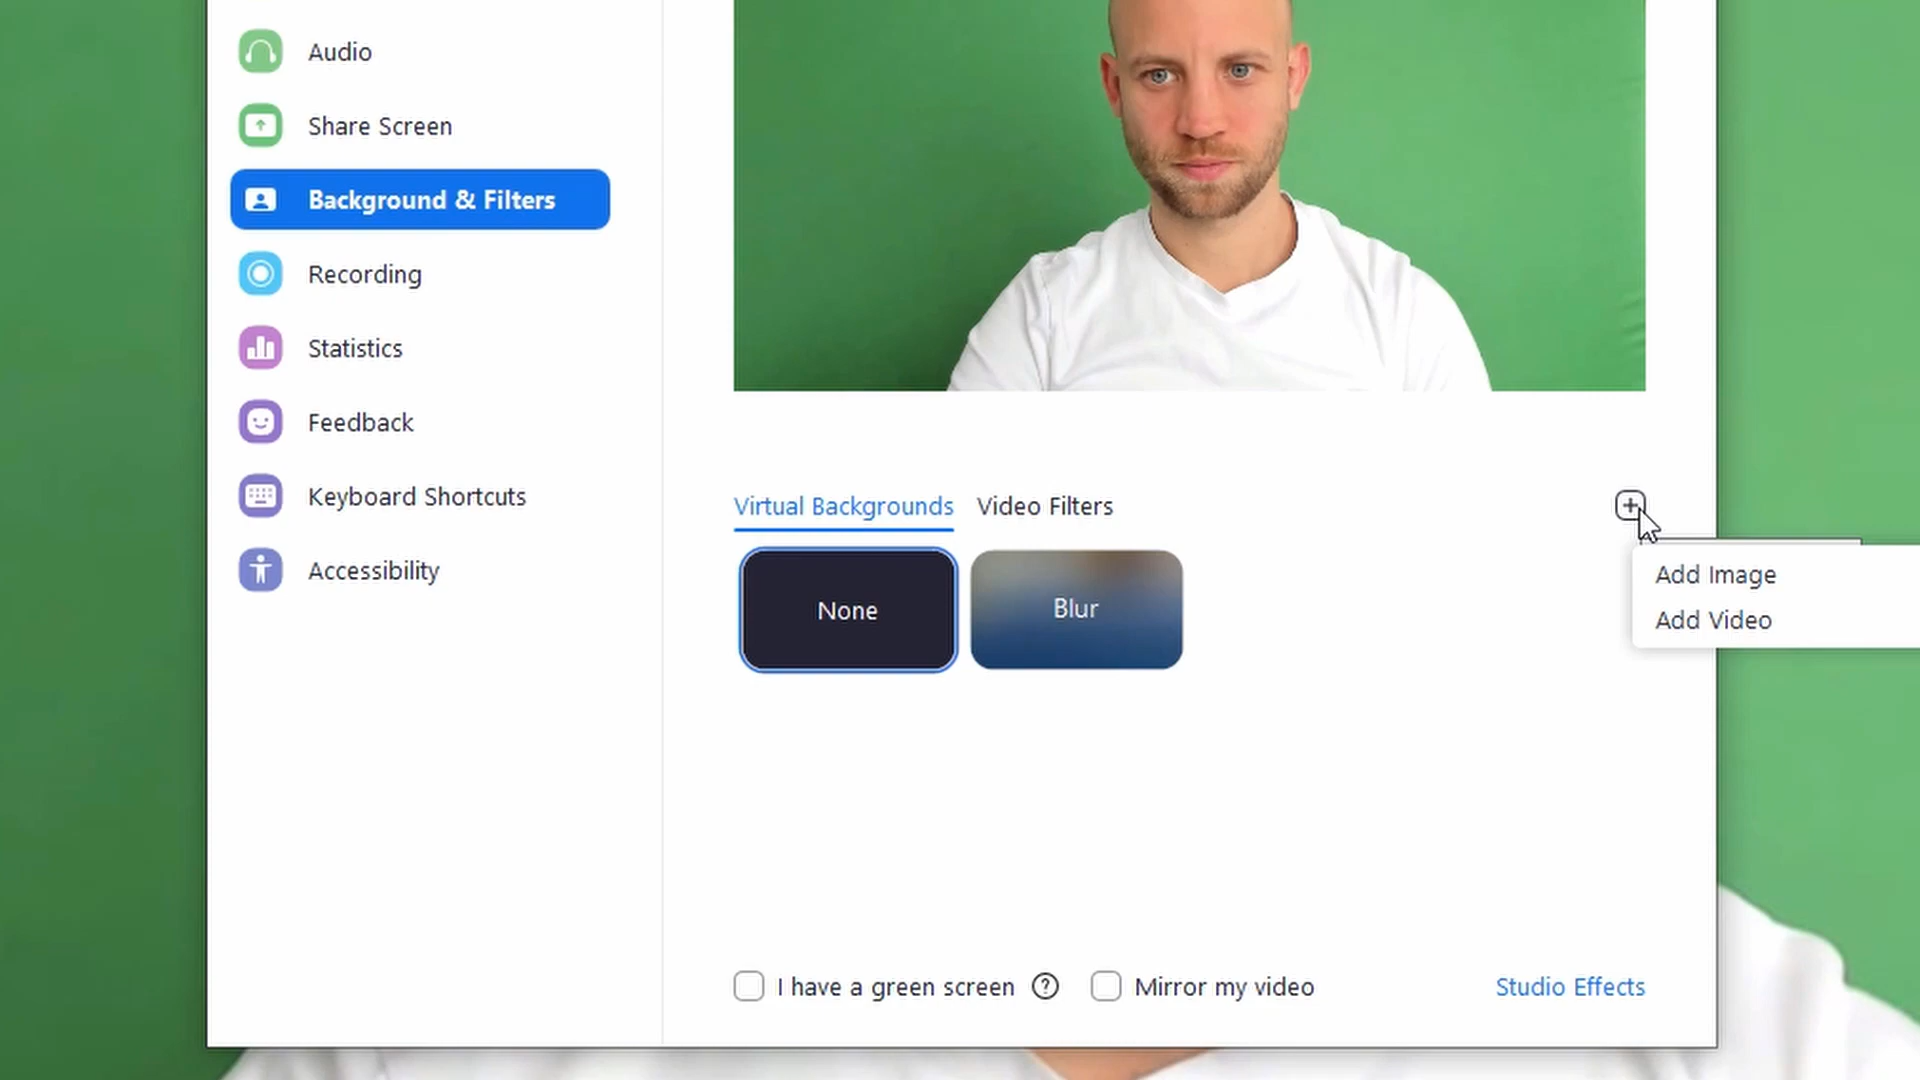 Audio
Share Screen
Background & Filters
Recording
Statistics
Feedback
Keyboard Shortcuts
Accessibility
Virtual Backgrounds
Video Filters
Add Image
Add Video
None
Blur
I have a green screen
Mirror my video
Studio Effects